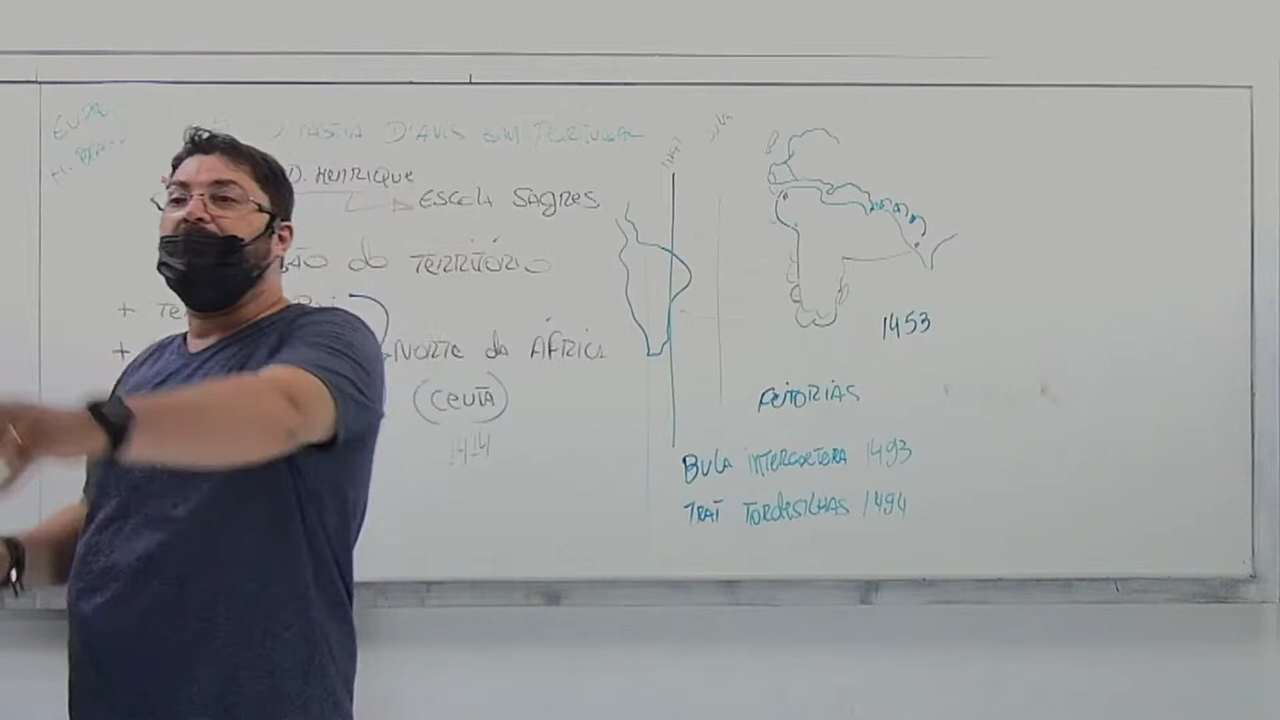 D'AVIS EM PORTUGAL
D. HENRIQUE
ESCOLA SAGRES
ÃO do TERRITÓRIO
+ TE
+
NORTE da ÁFRICA
(CEUTA)
1414
1453
FEITORIAS
BULA INTERCOETERA 1493
TRAT TORDESILHAS 1494